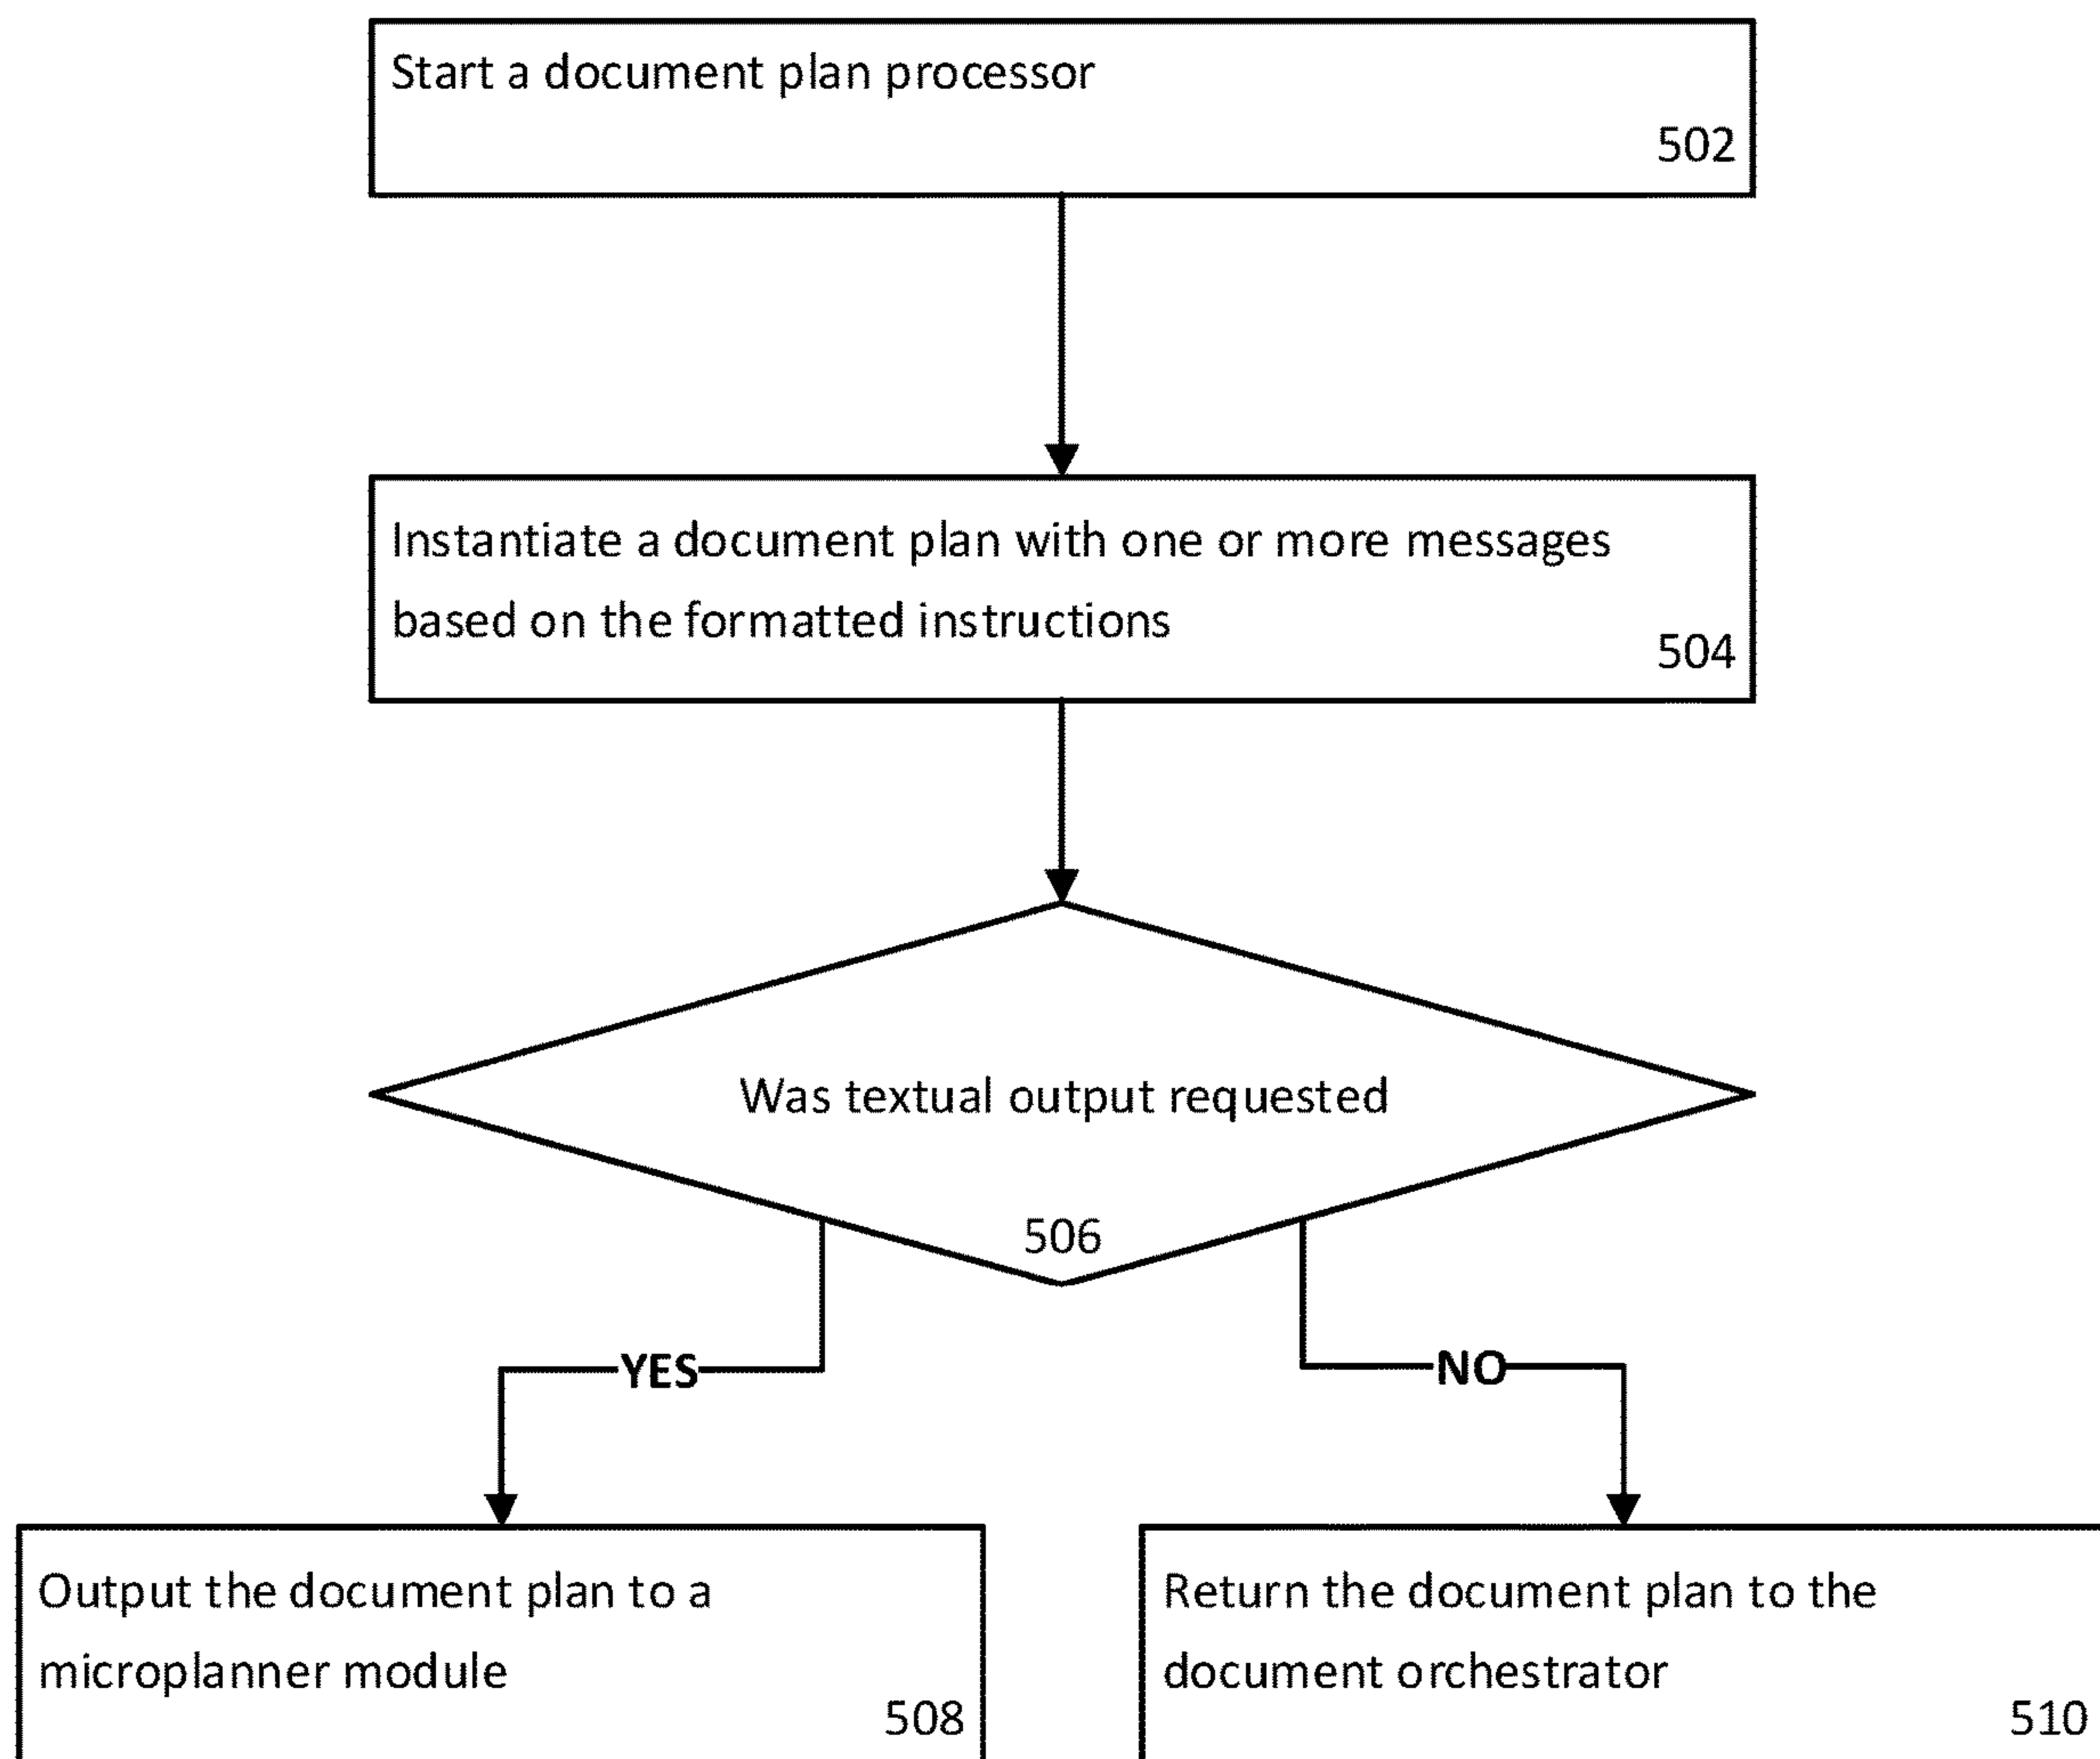 Start a document plan processor
502
Instantiate a document plan with one or more messages
based on the formatted instructions
504
Was textual output requested
506
YES
NO
Output the document plan to a
microplanner module
508
Return the document plan to the
document orchestrator
510